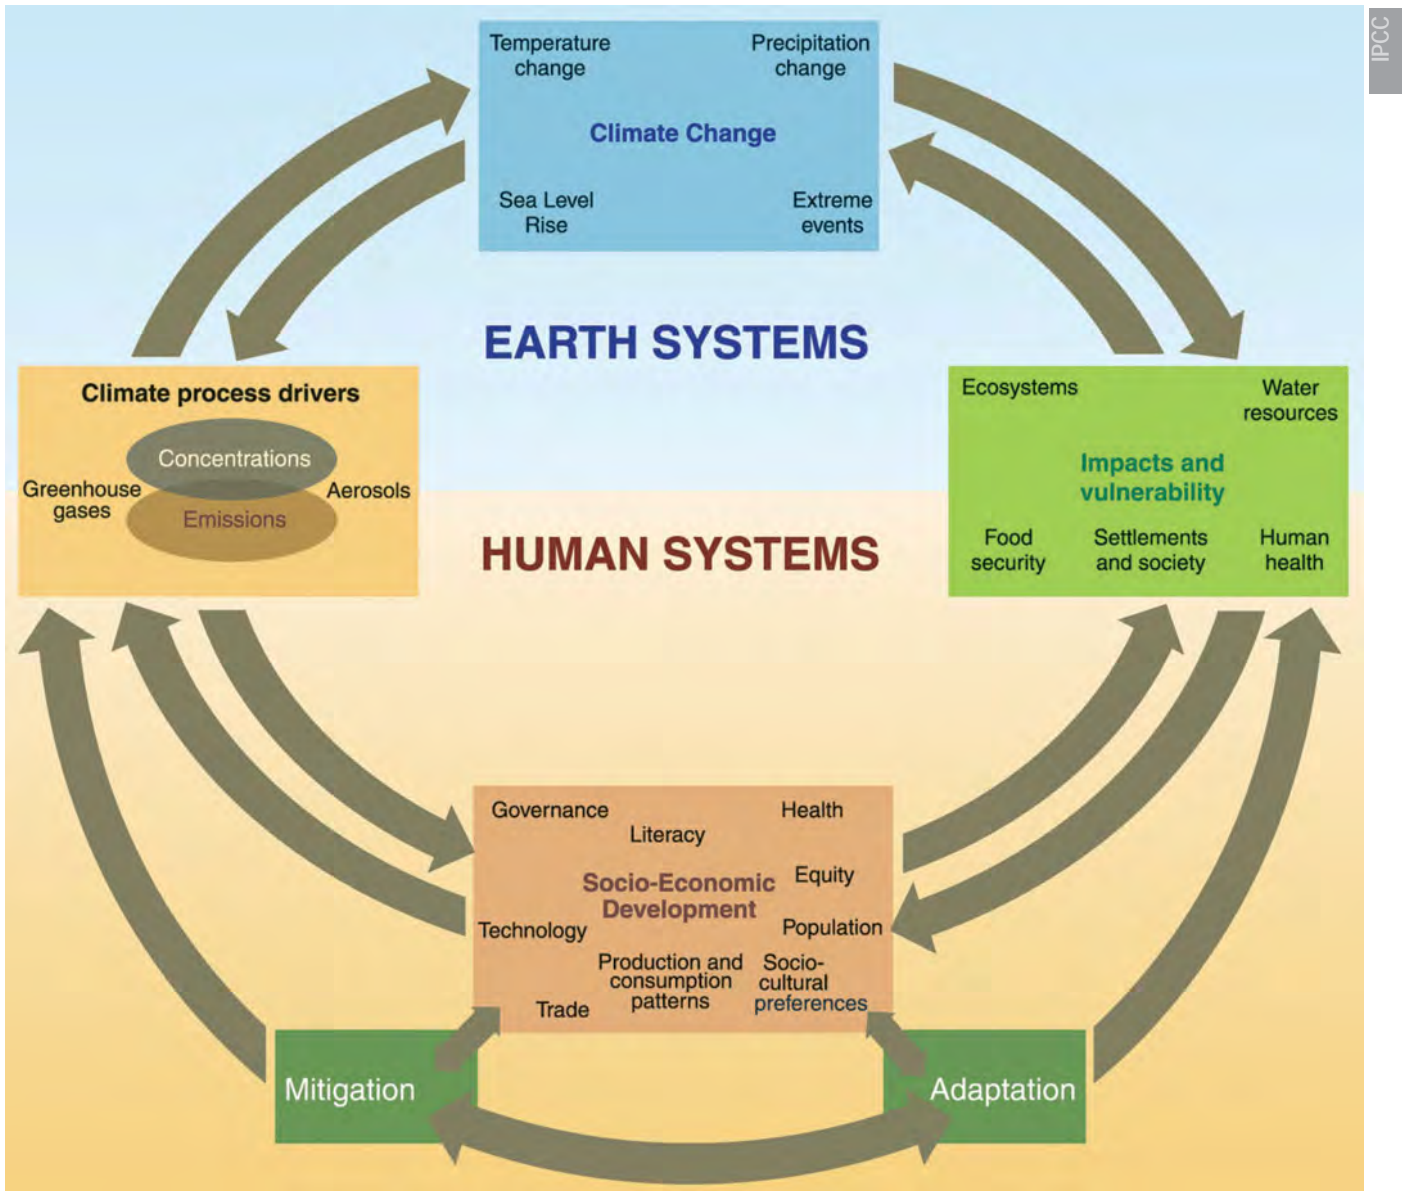 IPCC
Temperature
change
Precipitation
change
Climate Change
Sea Level
Rise
Extreme
events
EARTH SYSTEMS
Climate process drivers
Concentrations
Greenhouse
gases
Aerosols
Emissions
Ecosystems
Water
resources
Impacts and
vulnerability
Food
security
Settlements
and society
Human
health
HUMAN SYSTEMS
Governance
Literacy
Health
Socio-Economic
Development
Equity
Technology
Population
Production and
consumption
patterns
Socio-
cultural
preferences
Trade
Mitigation
Adaptation